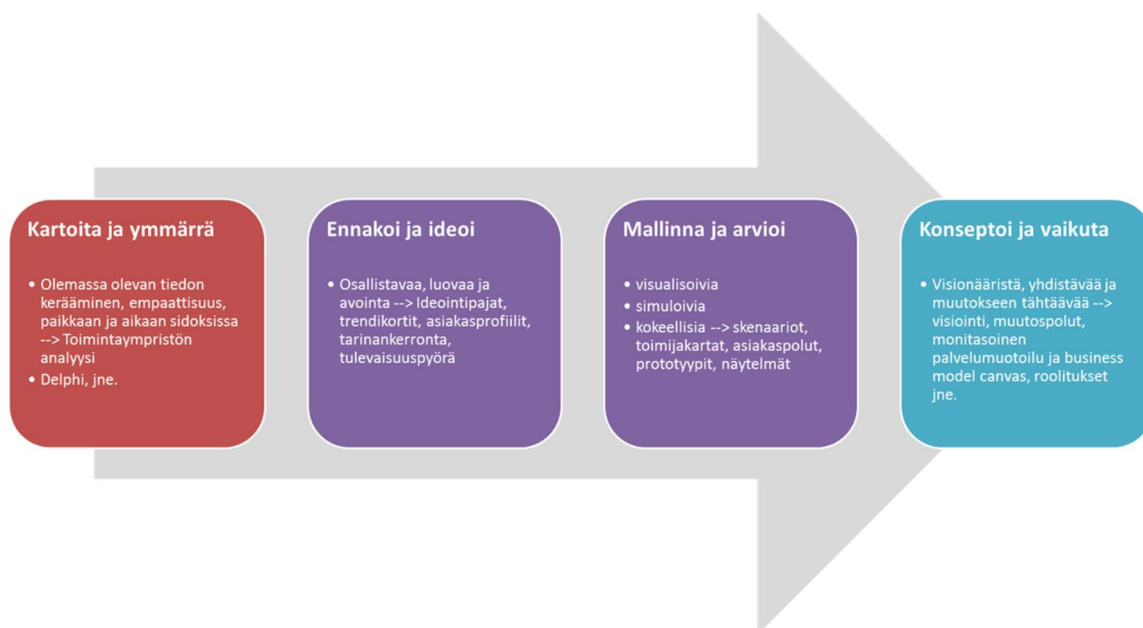 Kartoita ja ymmärrä
• Olemassa olevan tiedon
kerääminen, empaattisuus,
paikkaan ja aikaan sidoksissa
--> Toimintaympristön
analyysi
• Delphi, jne.
Ennakoi ja ideoi
• Osallistavaa, luovaa ja
avointa --> Ideointipajat,
trendikortit, asiakasprofiilit,
tarinankerronta,
tulevaisuuspyörä
Mallinna ja arvioi
• visualisoivia
• simuloivia
• kokeellisia --> skenaariot,
toimijakartat, asiakaspolut,
prototyypit, näytelmät
Konseptoi ja vaikuta
• Visionääristä, yhdistävää ja
muutokseen tähtäävää -->
visiointi, muutospolut,
monitasoinen
palvelumuotoilu ja business
model canvas, roolitukset
jne.